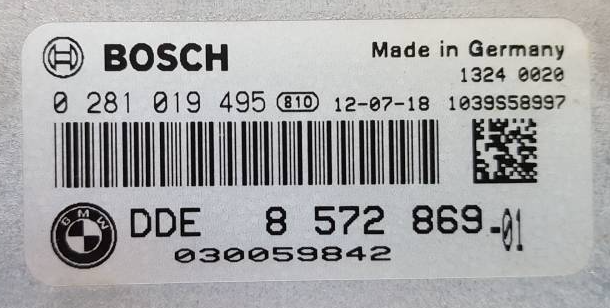 BOSCH
Made in Germany
1324 0020
0 281 019 495 810 12-07-18 1039S58997
BMW DDE 8 572 869-01
030059842